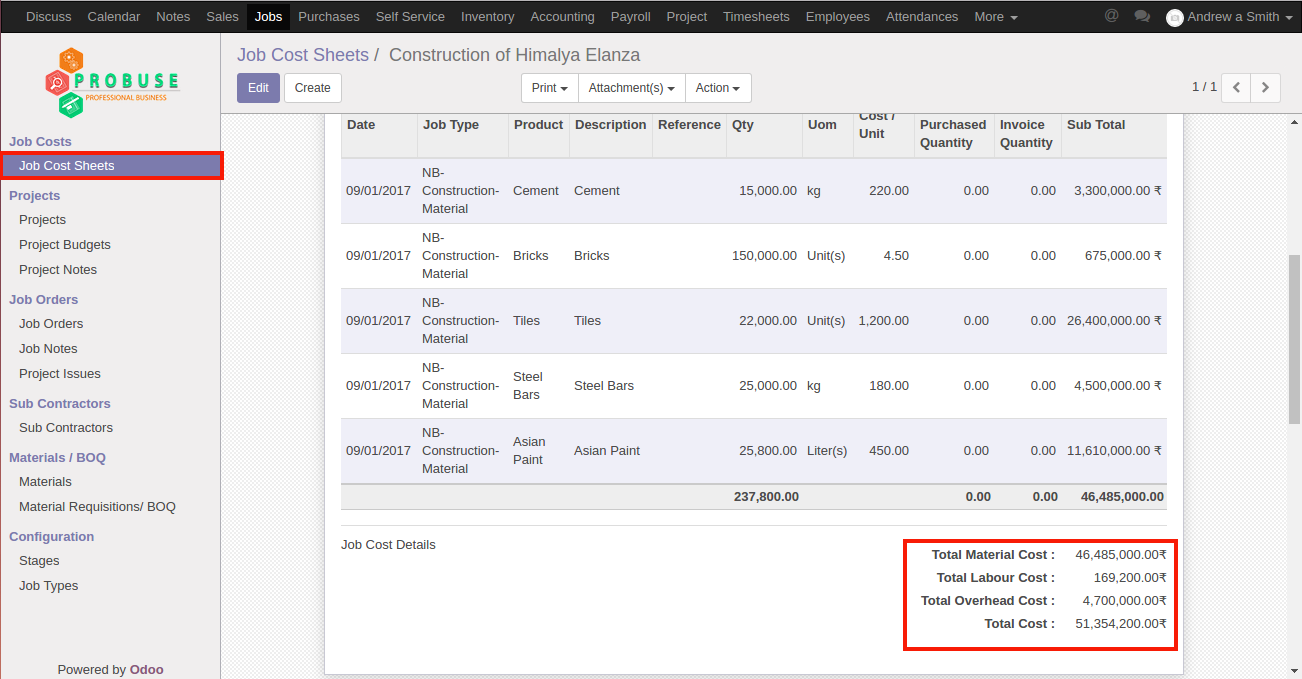 Discuss Calendar Notes Sales Jobs Purchases Self Service Inventory Accounting Payroll Project Timesheets Employees Attendances More @ Andrew a Smith
PROBUSE
PROFESSIONAL BUSINESS
Job Costs
Job Cost Sheets
Projects
Projects
Project Budgets
Project Notes
Job Orders
Job Orders
Job Notes
Project Issues
Sub Contractors
Sub Contractors
Materials / BOQ
Materials
Material Requisitions/ BOQ
Configuration
Stages
Job Types
Powered by Odoo
Job Cost Sheets / Construction of Himalya Elanza
Edit Create Print Attachment(s) Action 1 / 1
Date Job Type Product Description Reference Qty Uom Cost / Unit Purchased Quantity Invoice Quantity Sub Total
09/01/2017 NB-Construction-Material Cement Cement 15,000.00 kg 220.00 0.00 0.00 3,300,000.00 ₹
09/01/2017 NB-Construction-Material Bricks Bricks 150,000.00 Unit(s) 4.50 0.00 0.00 675,000.00 ₹
09/01/2017 NB-Construction-Material Tiles Tiles 22,000.00 Unit(s) 1,200.00 0.00 0.00 26,400,000.00 ₹
09/01/2017 NB-Construction-Material Steel Bars Steel Bars 25,000.00 kg 180.00 0.00 0.00 4,500,000.00 ₹
09/01/2017 NB-Construction-Material Asian Paint Asian Paint 25,800.00 Liter(s) 450.00 0.00 0.00 11,610,000.00 ₹
237,800.00 0.00 0.00 46,485,000.00
Job Cost Details
Total Material Cost : 46,485,000.00₹
Total Labour Cost : 169,200.00₹
Total Overhead Cost : 4,700,000.00₹
Total Cost : 51,354,200.00₹